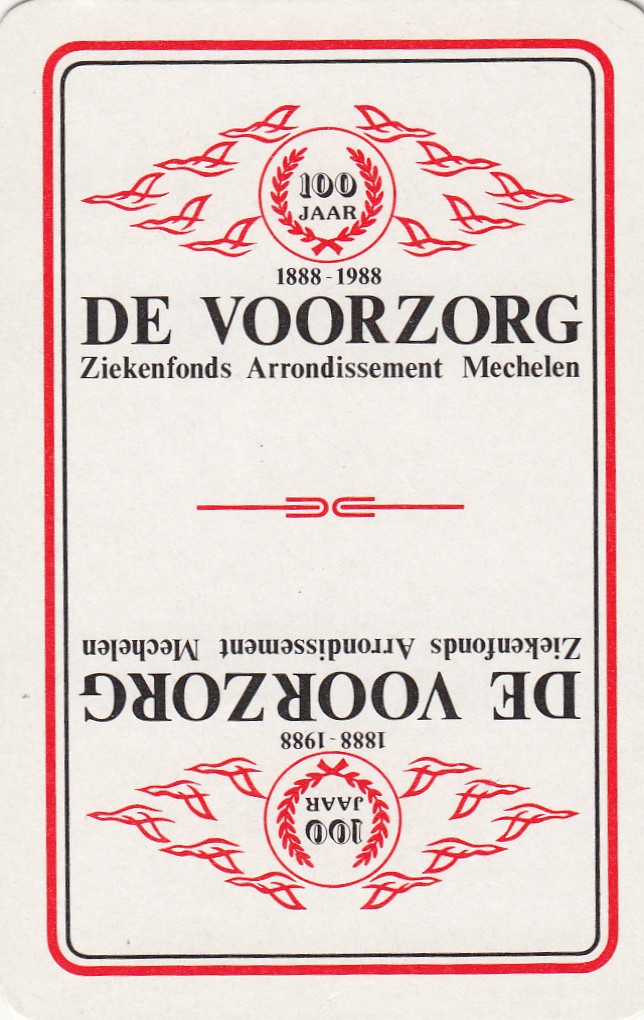 100
JAAR
1888-1988
DE VOORZORG
Ziekenfonds Arrondissement Mechelen
Ziekenfonds Arrondissement Mechelen
DE VOORZORG
1888-1988
JAAR
100